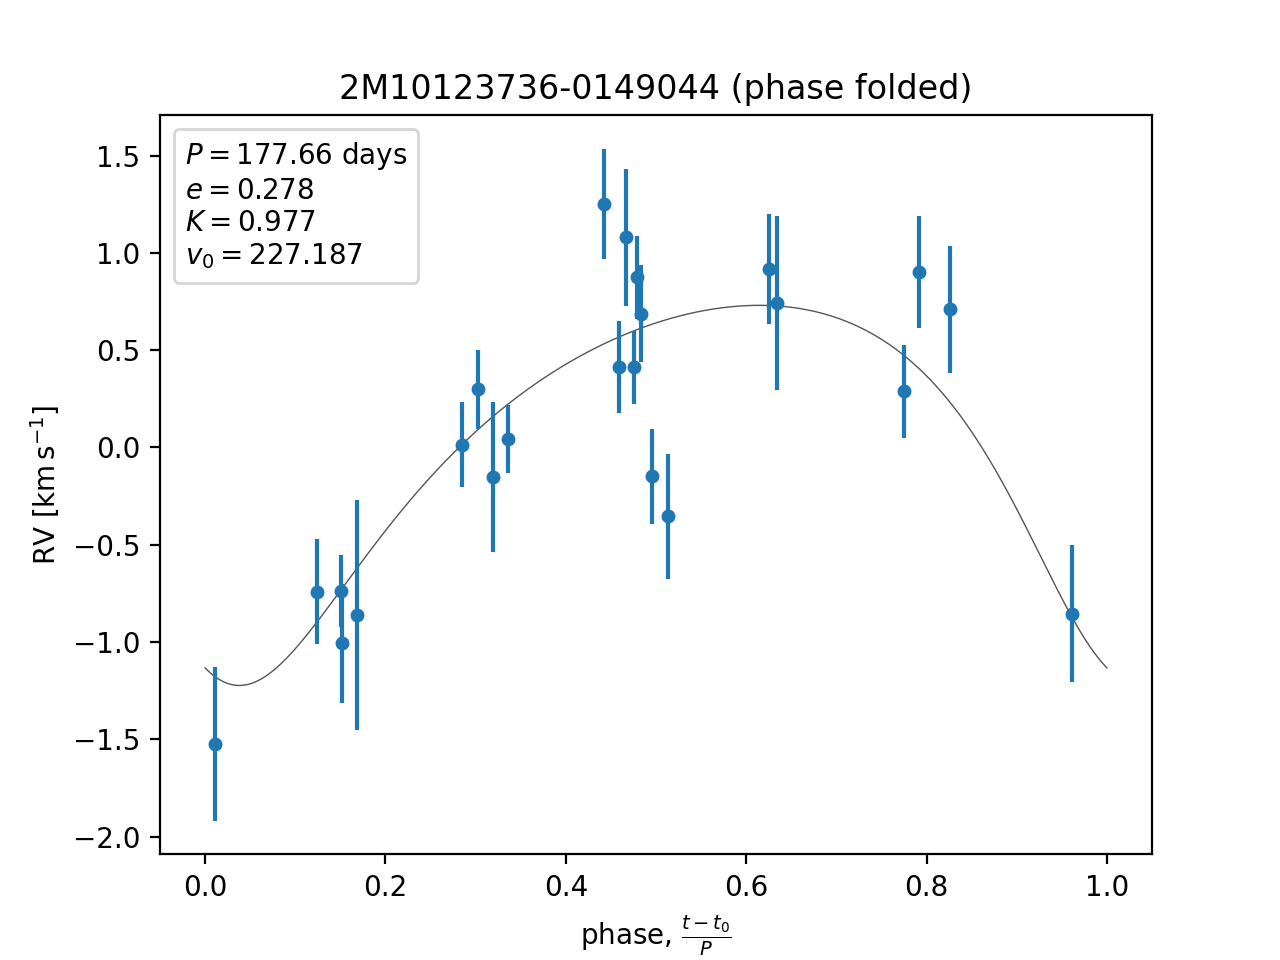 2M10123736-0149044 (phase folded)
P = 177.66 days
e = 0.278
K = 0.977
v₀ = 227.187
1.5
1.0
0.5
0.0
−0.5
−1.0
−1.5
−2.0
RV [km s⁻¹]
0.0 0.2 0.4 0.6 0.8 1.0
phase, (t − t₀)/P